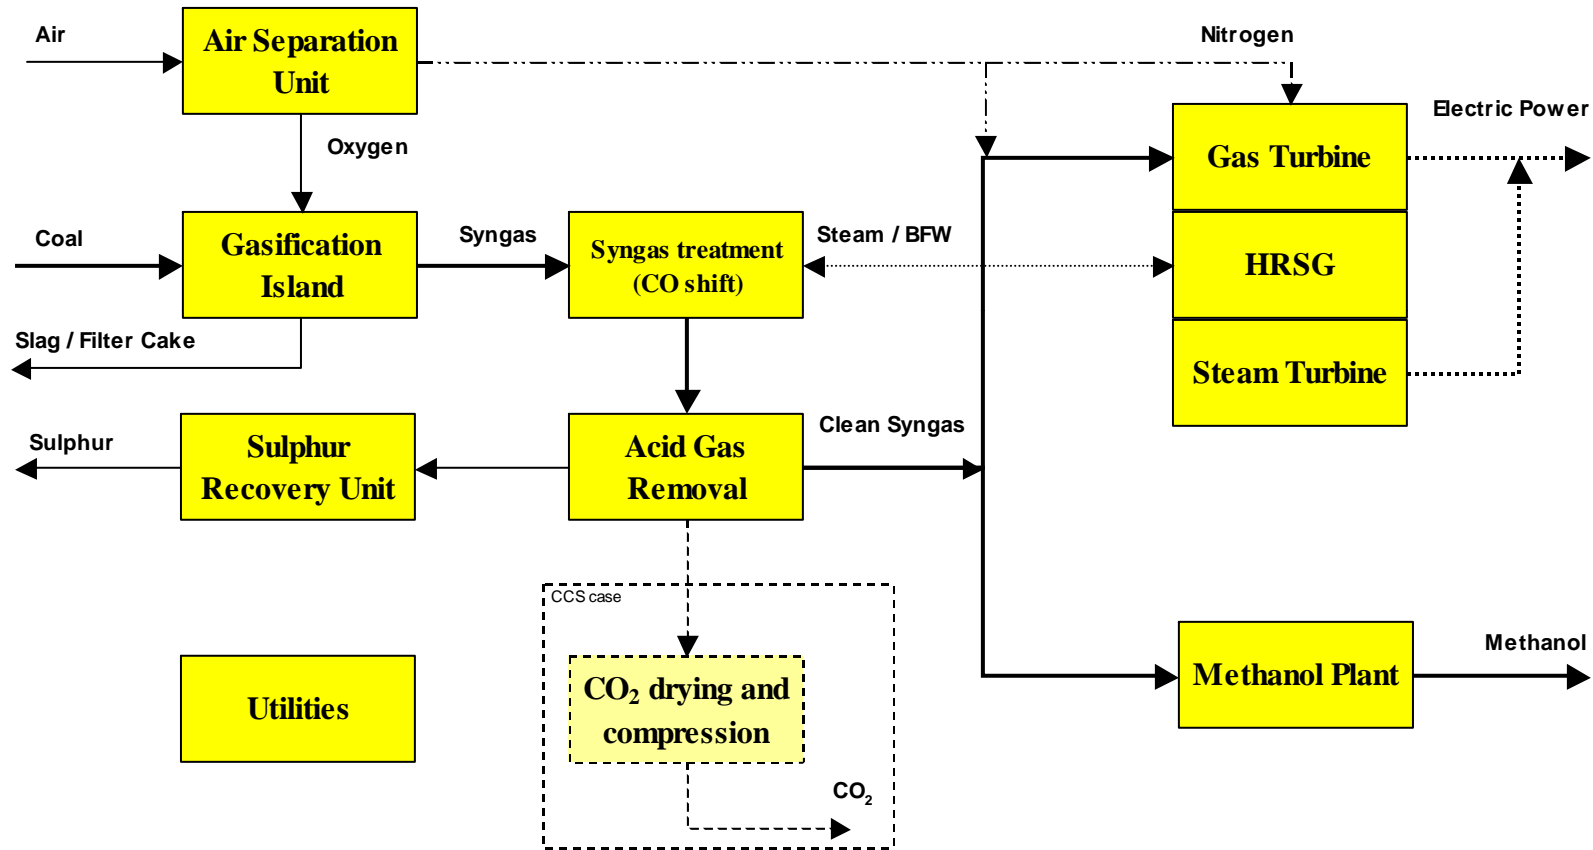 Air
Air Separation
Unit
Nitrogen
Electric Power
Oxygen
Gas Turbine
Coal
Gasification
Island
Syngas
Syngas treatment
(CO shift)
Steam / BFW
HRSG
Slag / Filter Cake
Steam Turbine
Sulphur
Sulphur
Recovery Unit
Acid Gas
Removal
Clean Syngas
CCS case
Utilities
CO₂ drying and
compression
CO₂
Methanol Plant
Methanol